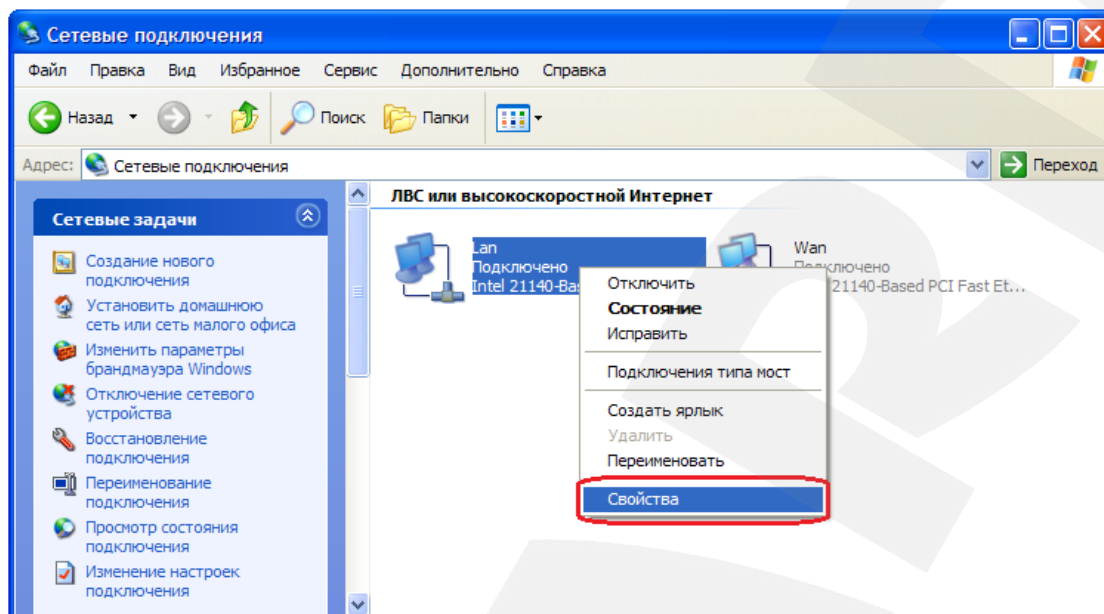 Сетевые подключения
Файл Правка Вид Избранное Сервис Дополнительно Справка
Назад Поиск Папки
Адрес: Сетевые подключения Переход
Сетевые задачи
Создание нового
подключения
Установить домашнюю
сеть или сеть малого офиса
Изменить параметры
брандмауэра Windows
Отключение сетевого
устройства
Восстановление
подключения
Переименование
подключения
Просмотр состояния
подключения
Изменение настроек
подключения
ЛВС или высокоскоростной Интернет
Lan
Подключено
Intel 21140-Bas
Wan
Подключено
21140-Based PCI Fast Et...
Отключить
Состояние
Исправить
Подключения типа мост
Создать ярлык
Удалить
Переименовать
Свойства